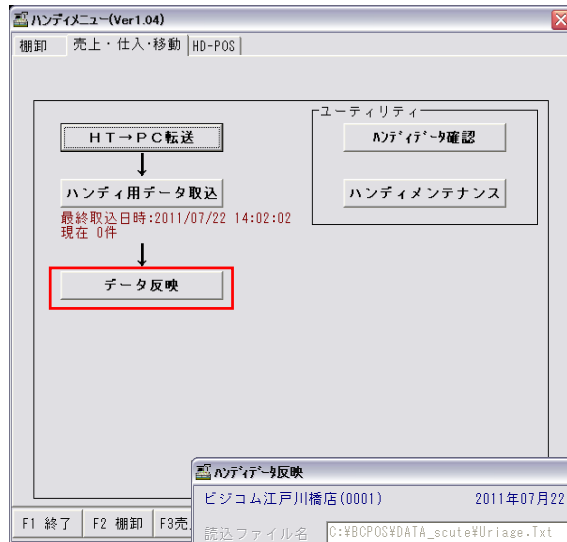 ハンディメニュー(Ver1.04)
棚卸 売上・仕入・移動 HD-POS
ユーティリティ
HT→PC転送
ハンディデータ確認
ハンディ用データ取込
ハンディメンテナンス
最終取込日時:2011/07/22 14:02:02
現在 0件
データ反映
ハンディデータ反映
ビジコム江戸川橋店(0001) 2011年07月22
F1 終了 F2 棚卸 F3売
読込ファイル名 C:¥BCPOS¥DATA_scute¥Uriage.Txt